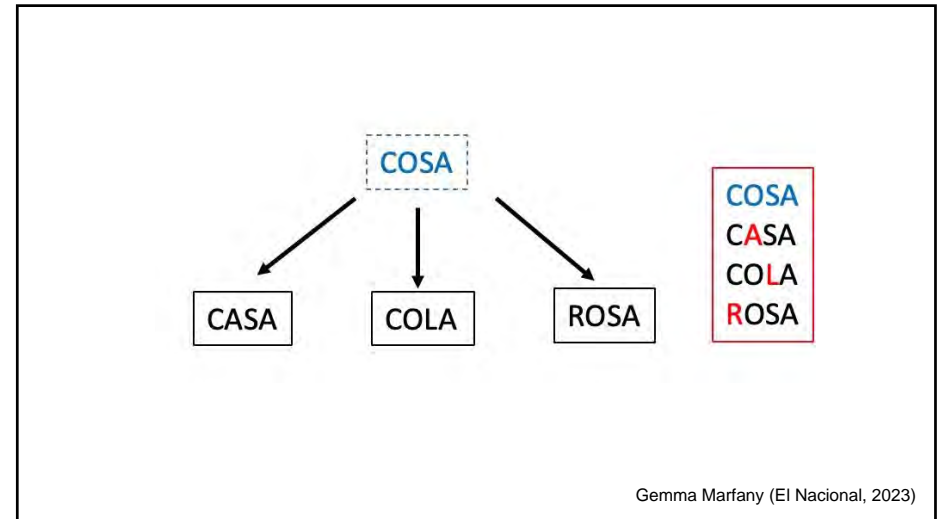 COSA
CASA COLA ROSA
COSA
CASA
COLA
ROSA
Gemma Marfany (El Nacional, 2023)